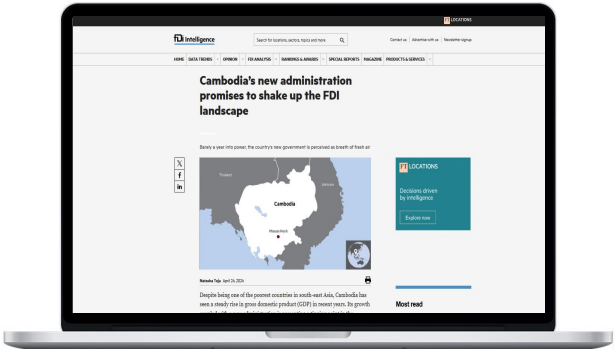 FT LOCATIONS
fDi Intelligence
Search for locations, sectors, topics and more
Contact us | Advertise with us | Newsletter signup
HOME DATA TRENDS OPINION FDI ANALYSIS RANKINGS & AWARDS SPECIAL REPORTS MAGAZINE PRODUCTS & SERVICES
Cambodia's new administration
promises to shake up the FDI
landscape
Barely a year into power, the country's new government is perceived as breath of fresh air
X
f
in
Thailand
Cambodia
Phnom Penh
FT LOCATIONS
Decisions driven
by intelligence
Explore now
Natasha Teja April 26, 2024
Despite being one of the poorest countries in south-east Asia, Cambodia has
seen a steady rise in gross domestic product (GDP) in recent years. Its growth
Most read